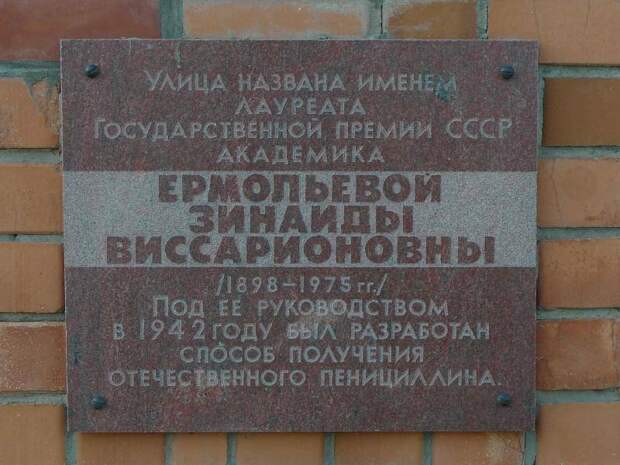 Улица названа именем
лауреата
Государственной премии СССР
академика
ЕРМОЛЬЕВОЙ
ЗИНАИДЫ
ВИССАРИОНОВНЫ
/1898–1975 гг./
Под ее руководством
в 1942 году был разработан
способ получения
отечественного пенициллина.